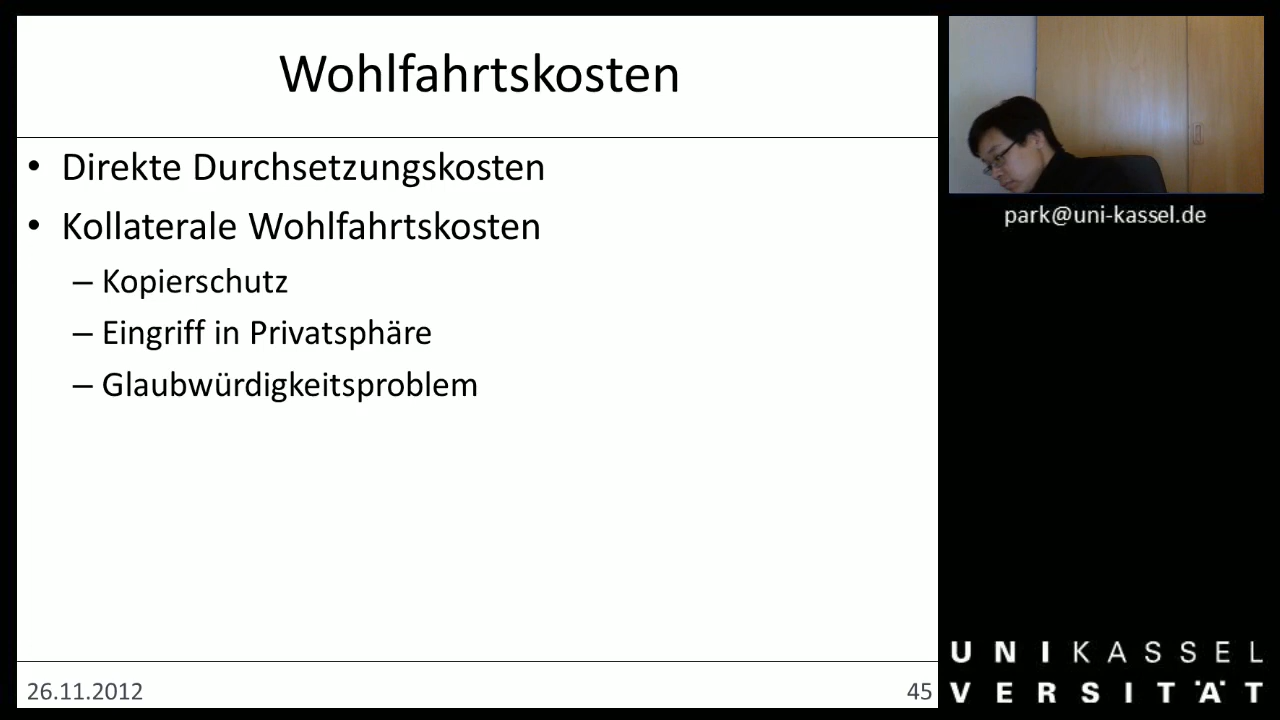 Wohlfahrtskosten
• Direkte Durchsetzungskosten
• Kollaterale Wohlfahrtskosten
– Kopierschutz
– Eingriff in Privatsphäre
– Glaubwürdigkeitsproblem
26.11.2012
45
park@uni-kassel.de
UNIKASSEL
VERSITÄT